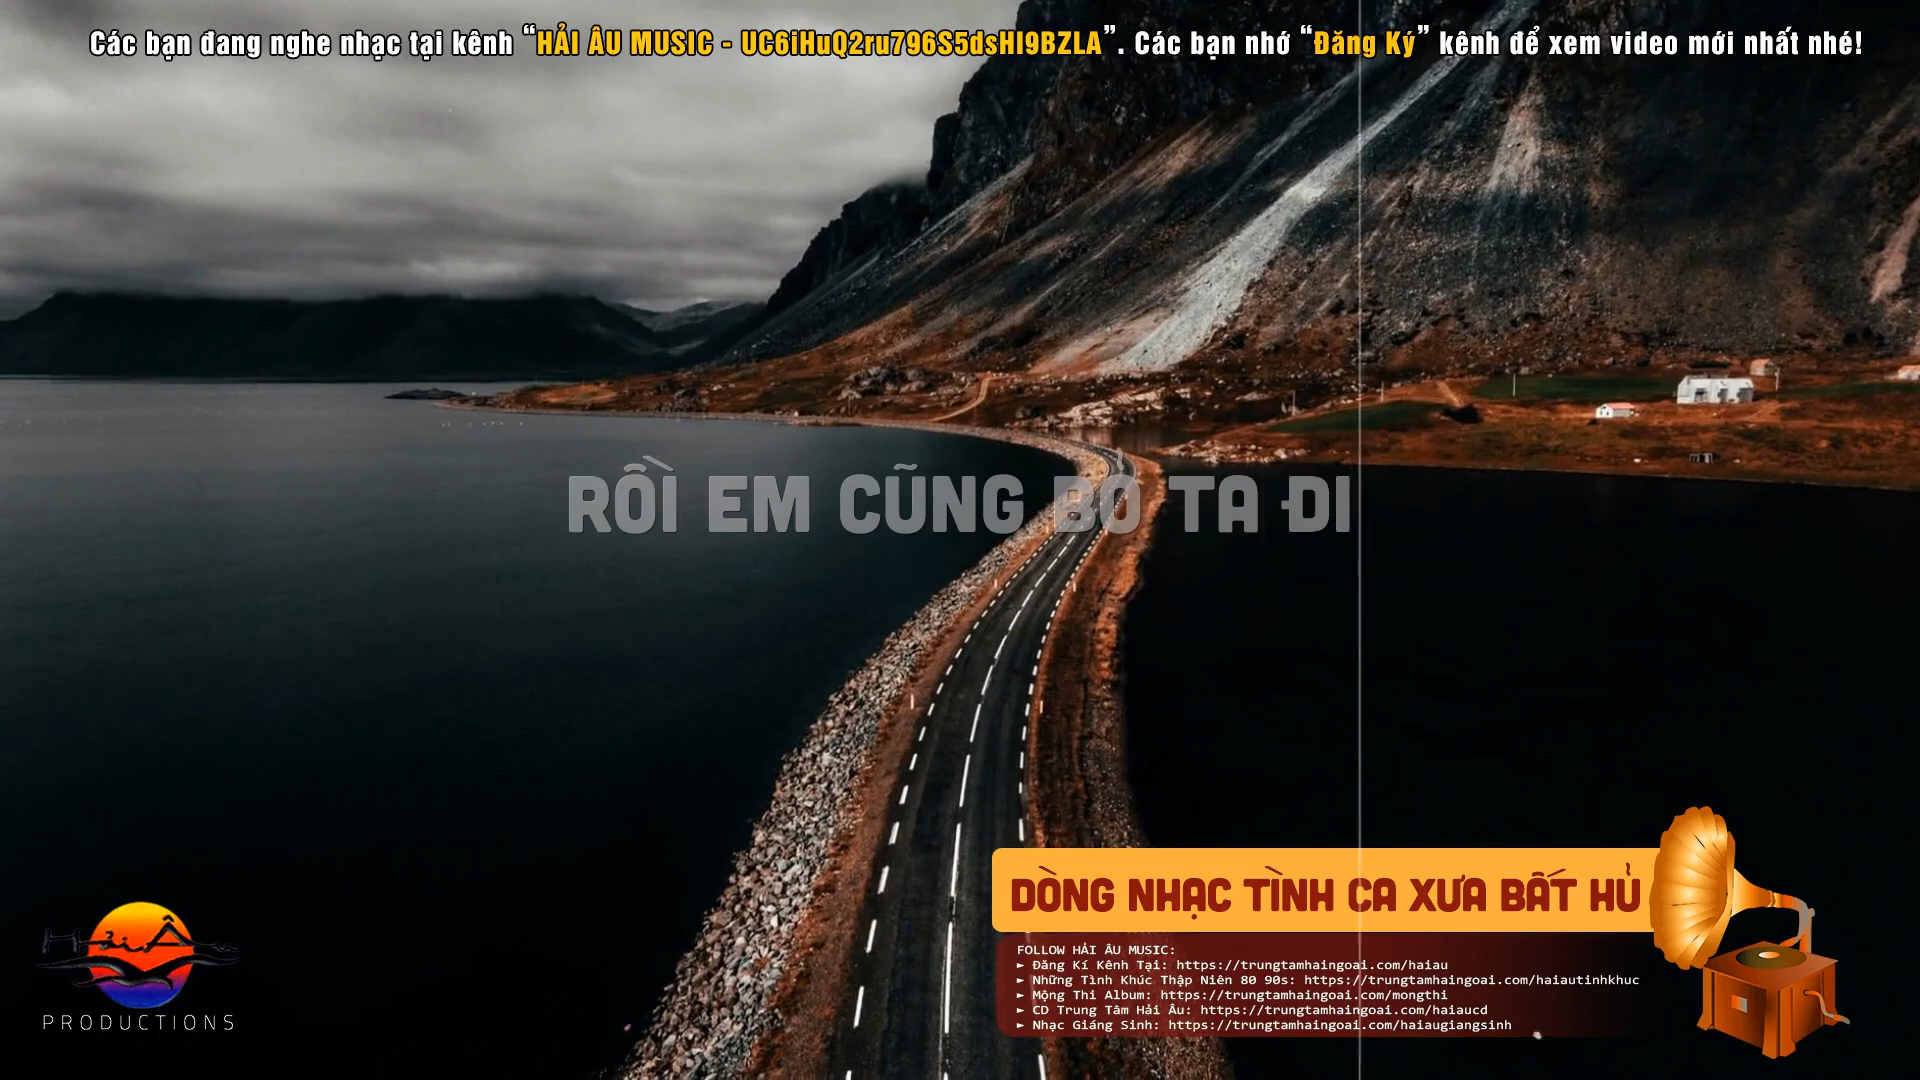 Các bạn đang nghe nhạc tại kênh “HẢI ÂU MUSIC - UC6iHuQ2ru796S5dsHI9BZLA”. Các bạn nhớ “Đăng Ký” kênh để xem video mới nhất nhé!
RỒI EM CŨNG BỎ TA ĐI
DÒNG NHẠC TÌNH CA XƯA BẤT HỦ
FOLLOW HẢI ÂU MUSIC:
► Đăng Kí Kênh Tại: https://trungtamhaingoai.com/haiau
► Những Tình Khúc Thập Niên 80 90s: https://trungtamhaingoai.com/haiautinhkhuc
► Mộng Thi Album: https://trungtamhaingoai.com/mongthi
► CD Trung Tâm Hải Âu: https://trungtamhaingoai.com/haiaucd
► Nhạc Giáng Sinh: https://trungtamhaingoai.com/haiaugiangsinh
Hải Âu
PRODUCTIONS